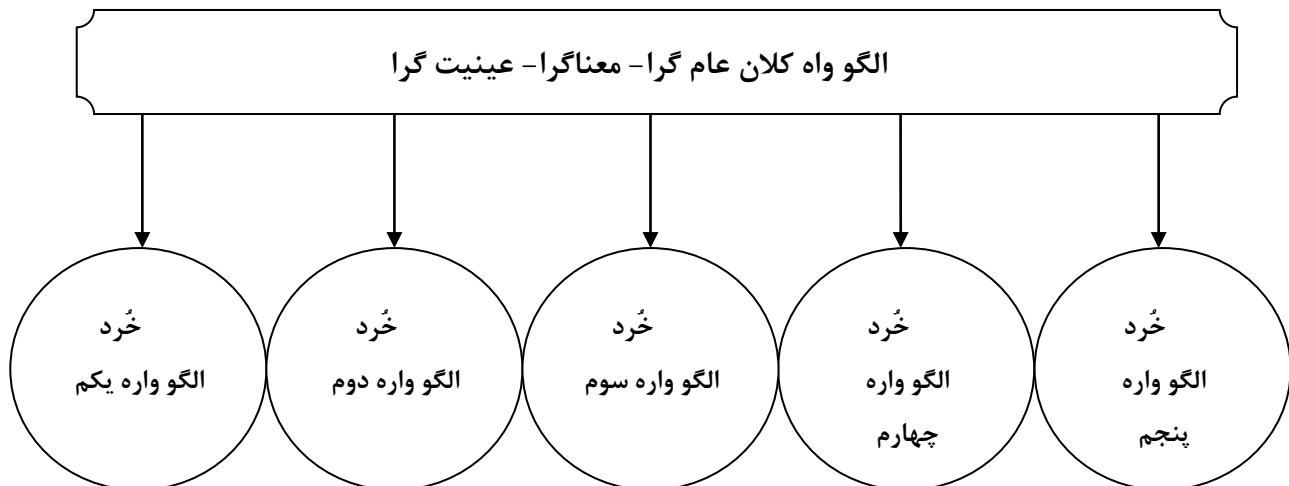 الگو واه کلان عام گرا- معناگرا- عینیت گرا
خُرد
الگو واره پنجم
خُرد
الگو واره چهارم
خُرد
الگو واره سوم
خُرد
الگو واره دوم
خُرد
الگو واره یکم